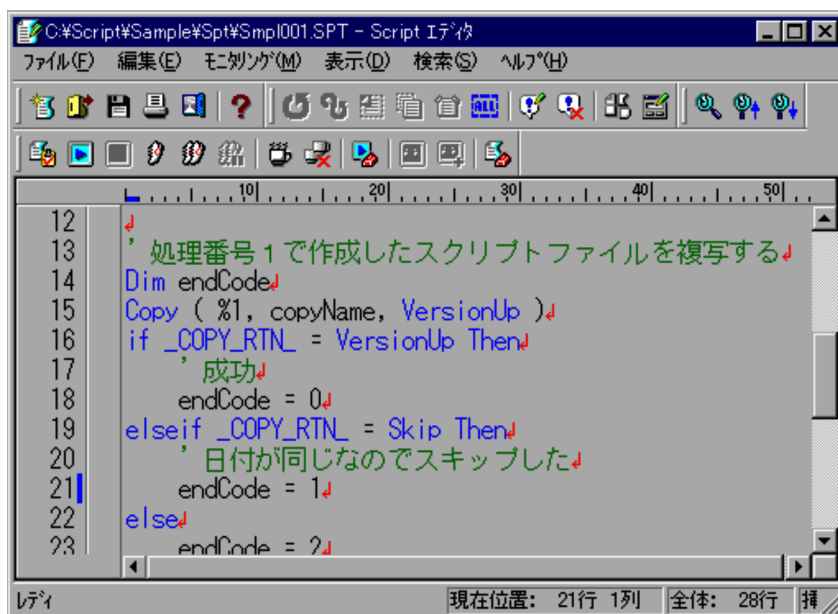 C:¥Script¥Sample¥Spt¥Smpl001.SPT - Script ｴﾃﾞｨﾀ
ﾌｧｲﾙ(F) 編集(E) ﾓﾆﾀﾘﾝｸﾞ(M) 表示(D) 検索(S) ﾍﾙﾌﾟ(H)
ALL
10 20 30 40 50
12
13 ' 処理番号１で作成したスクリプトファイルを複写する
14 Dim endCode
15 Copy ( %1, copyName, VersionUp )
16 if _COPY_RTN_ = VersionUp Then
17 ' 成功
18 endCode = 0
19 elseif _COPY_RTN_ = Skip Then
20 ' 日付が同じなのでスキップした
21 endCode = 1
22 else
23 endCode = 2
ﾚﾃﾞｨ 現在位置: 21行 1列 全体: 28行 挿